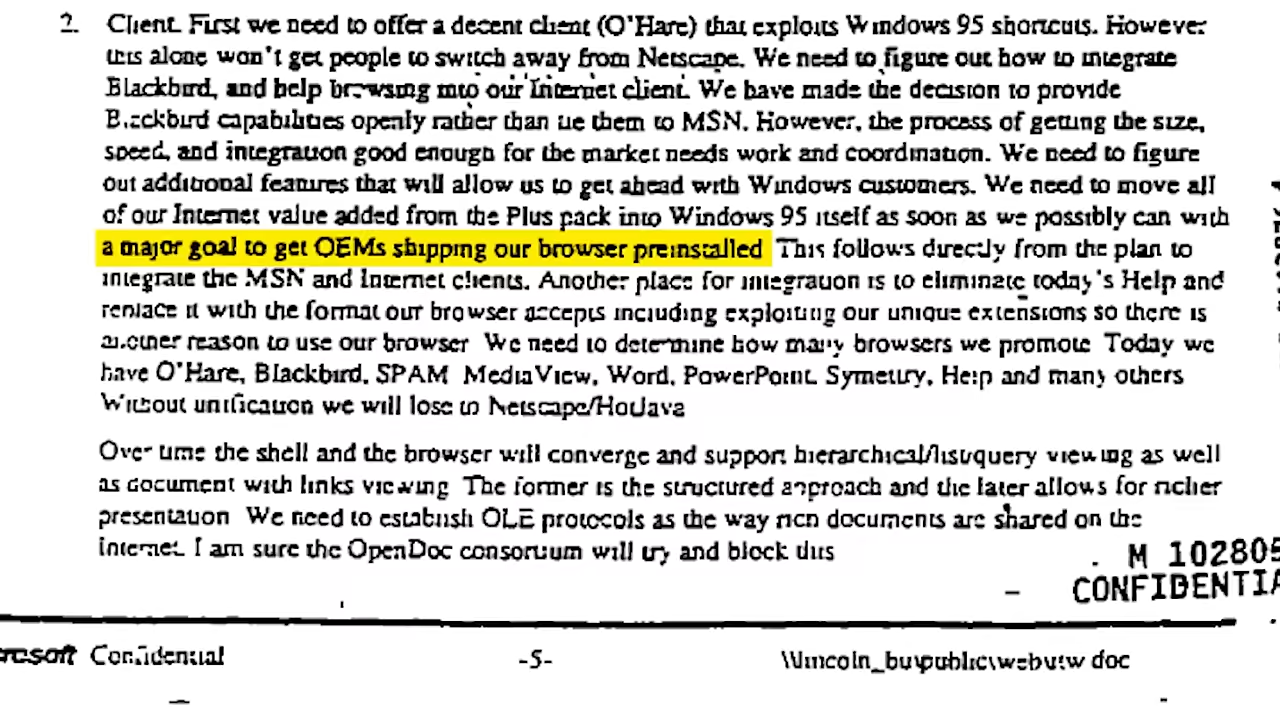 2. Client. First we need to offer a decent client (O'Hare) that exploits Windows 95 shortcuts. However
this alone won't get people to switch away from Netscape. We need to figure out how to integrate
Blackbird, and help browsing into our Internet client. We have made the decision to provide
Blackbird capabilities openly rather than tie them to MSN. However, the process of getting the size,
speed, and integration good enough for the market needs work and coordination. We need to figure
out additional features that will allow us to get ahead with Windows customers. We need to move all
of our Internet value added from the Plus pack into Windows 95 itself as soon as we possibly can with
a major goal to get OEMs shipping our browser preinstalled This follows directly from the plan to
integrate the MSN and Internet clients. Another place for integration is to eliminate today's Help and
replace it with the format our browser accepts including exploiting our unique extensions so there is
another reason to use our browser We need to determine how many browsers we promote Today we
have O'Hare, Blackbird, SPAM MediaView, Word, PowerPoint, Symettry, Help and many others
Without unification we will lose to Netscape/HotJava
Over time the shell and the browser will converge and support hierarchical/list/query viewing as well
as document with links viewing The former is the structured approach and the later allows for richer
presentation We need to establish OLE protocols as the way rich documents are shared on the
Internet. I am sure the OpenDoc consortium will try and block this
M 102805
CONFIDENTIA
rosoft Confidential
-5-